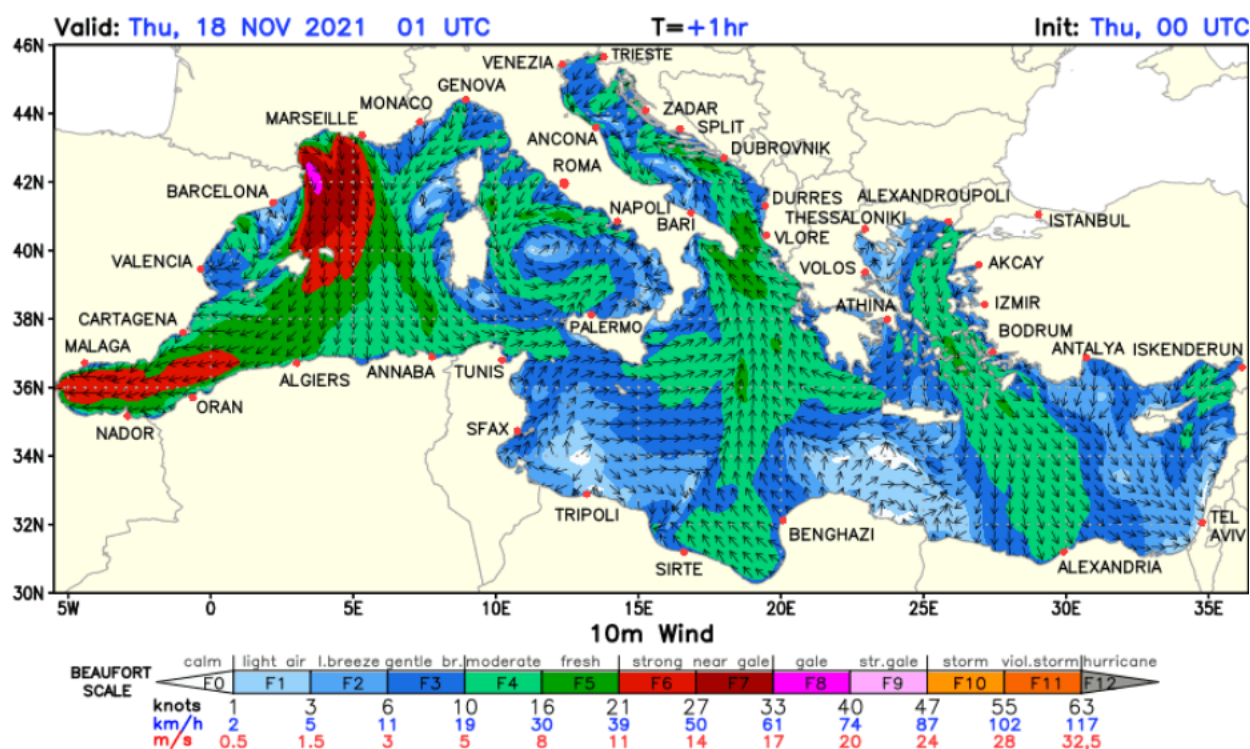 Valid: Thu, 18 NOV 2021 01 UTC T=+1hr Init: Thu, 00 UTC
46N
44N
42N
40N
38N
36N
34N
32N
30N
VENEZIA
TRIESTE
GENOVA
MONACO
ZADAR
MARSEILLE
SPLIT
ANCONA
DUBROVNIK
ROMA
BARCELONA
DURRES
ALEXANDROUPOLI
NAPOLI
THESSALONIKI
BARI
ISTANBUL
VLORE
VALENCIA
VOLOS
AKCAY
ATHINA
IZMIR
CARTAGENA
PALERMO
BODRUM
MALAGA
ANTALYA
ISKENDERUN
ALGIERS
ANNABA
TUNIS
ORAN
NADOR
SFAX
TRIPOLI
BENGHAZI
TEL
AVIV
SIRTE
ALEXANDRIA
5W 0 5E 10E 15E 20E 25E 30E 35E
10m Wind
calm light air l.breeze gentle br. moderate fresh strong near gale gale str.gale storm viol.storm hurricane
BEAUFORT
SCALE
F0 F1 F2 F3 F4 F5 F6 F7 F8 F9 F10 F11 F12
knots 1 3 6 10 16 21 27 33 40 47 55 63
km/h 2 5 11 19 30 39 50 61 74 87 102 117
m/s 0.5 1.5 3 5 8 11 14 17 20 24 28 32,5